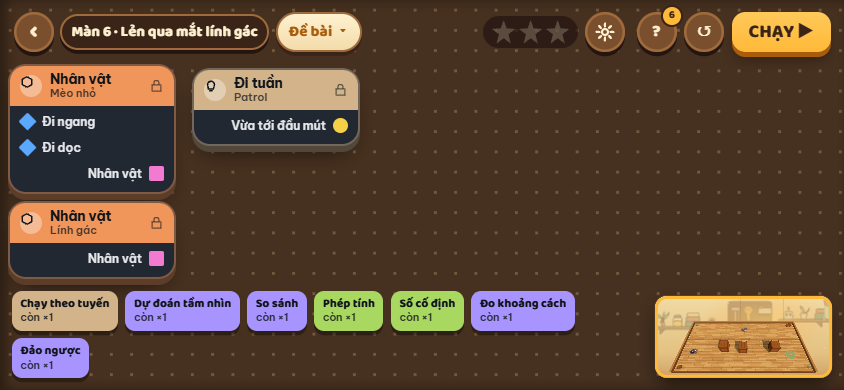 Màn 6 · Lẻn qua mắt lính gác
Đề bài
6
?
CHẠY
Nhân vật
Mèo nhỏ
Đi ngang
Đi dọc
Nhân vật
Đi tuần
Patrol
Vừa tới đầu mút
Nhân vật
Lính gác
Nhân vật
Chạy theo tuyến
còn ×1
Dự đoán tầm nhìn
còn ×1
So sánh
còn ×1
Phép tính
còn ×1
Số cố định
còn ×1
Đo khoảng cách
còn ×1
Đảo ngược
còn ×1